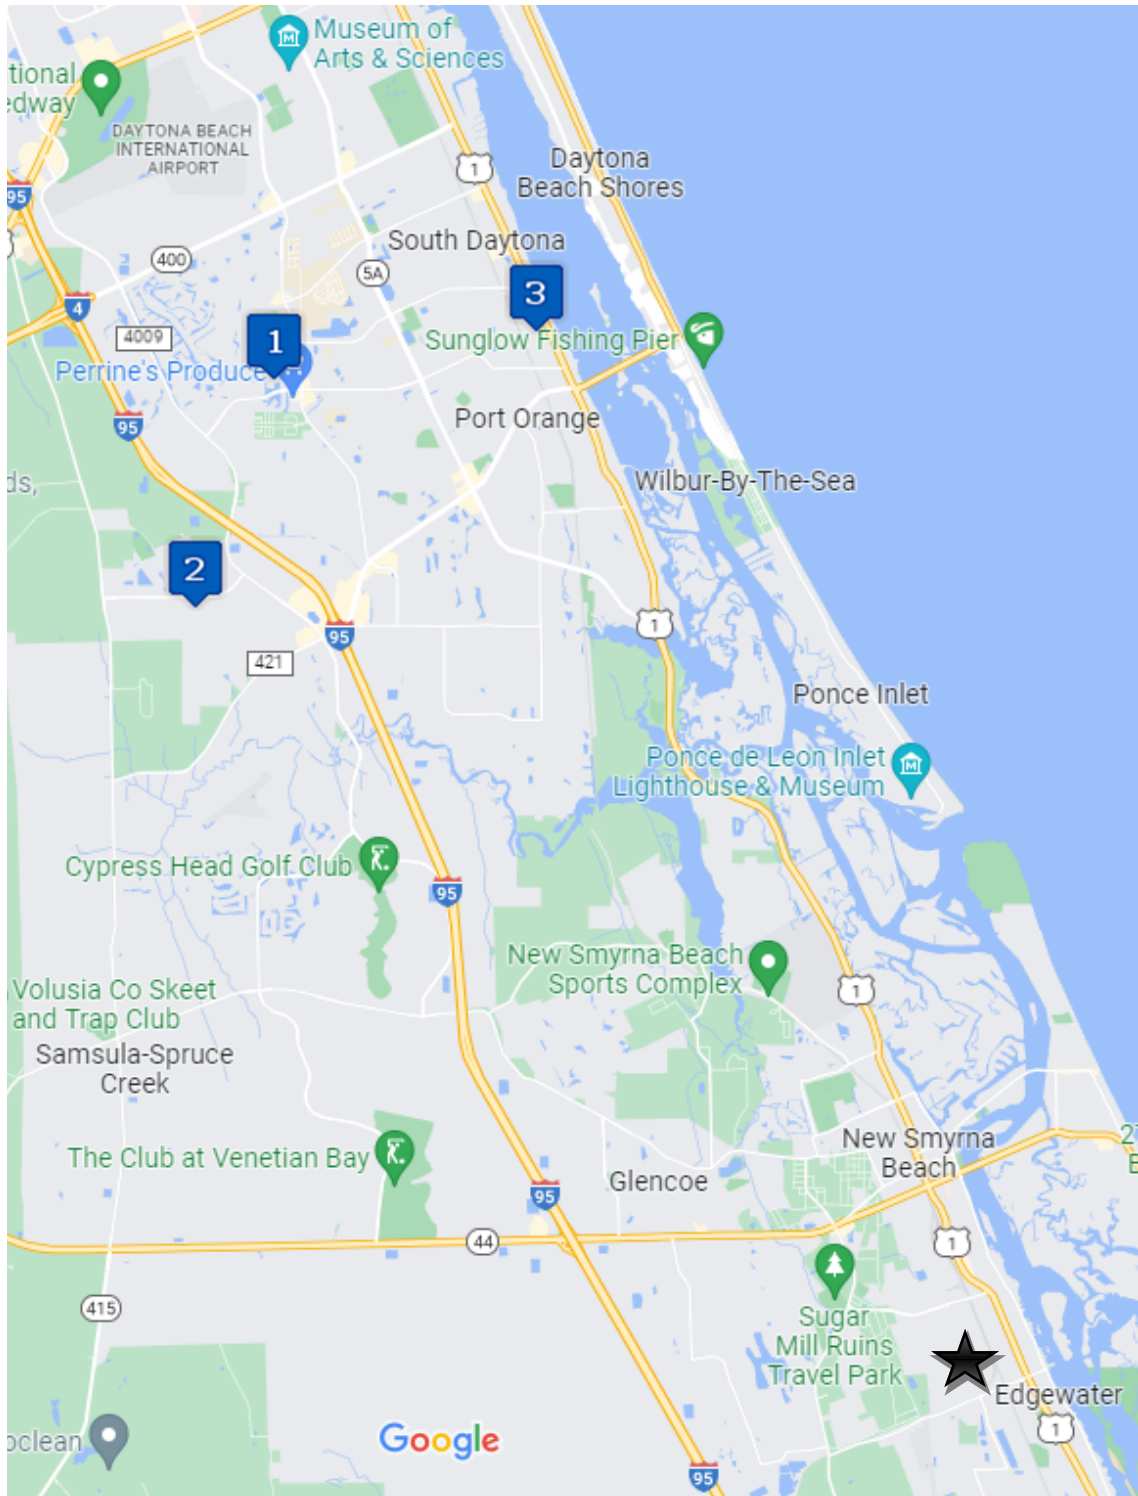 Museum of
Arts & Sciences
tional
edway
DAYTONA BEACH
INTERNATIONAL
AIRPORT
1
Daytona
Beach Shores
95
South Daytona
400
5A
3
4
4009
1
Sunglow Fishing Pier
Perrine's Produce
95
Port Orange
ds,
Wilbur-By-The-Sea
2
1
95
421
Ponce Inlet
Ponce de Leon Inlet
Lighthouse & Museum
Cypress Head Golf Club
95
New Smyrna Beach
Sports Complex
1
Volusia Co Skeet
and Trap Club
Samsula-Spruce
Creek
New Smyrna
Beach
2
E
The Club at Venetian Bay
Glencoe
95
44
1
415
Sugar
Mill Ruins
Travel Park
Edgewater
oclean
Google
1
95